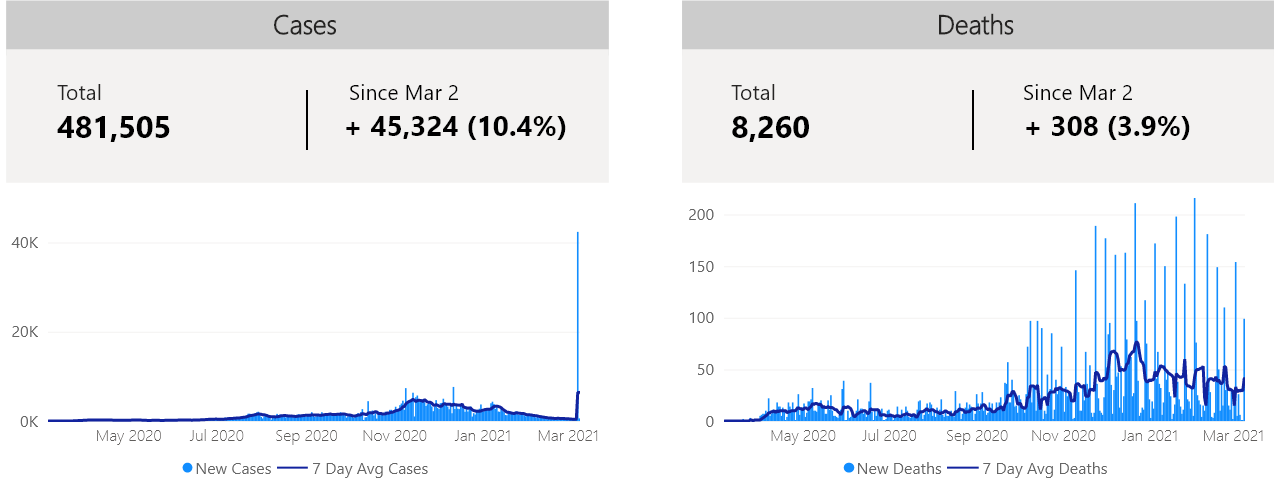 Cases
Total
481,505
Since Mar 2
+ 45,324 (10.4%)
40K
20K
0K
May 2020 Jul 2020 Sep 2020 Nov 2020 Jan 2021 Mar 2021
New Cases 7 Day Avg Cases
Deaths
Total
8,260
Since Mar 2
+ 308 (3.9%)
200
150
100
50
0
May 2020 Jul 2020 Sep 2020 Nov 2020 Jan 2021 Mar 2021
New Deaths 7 Day Avg Deaths